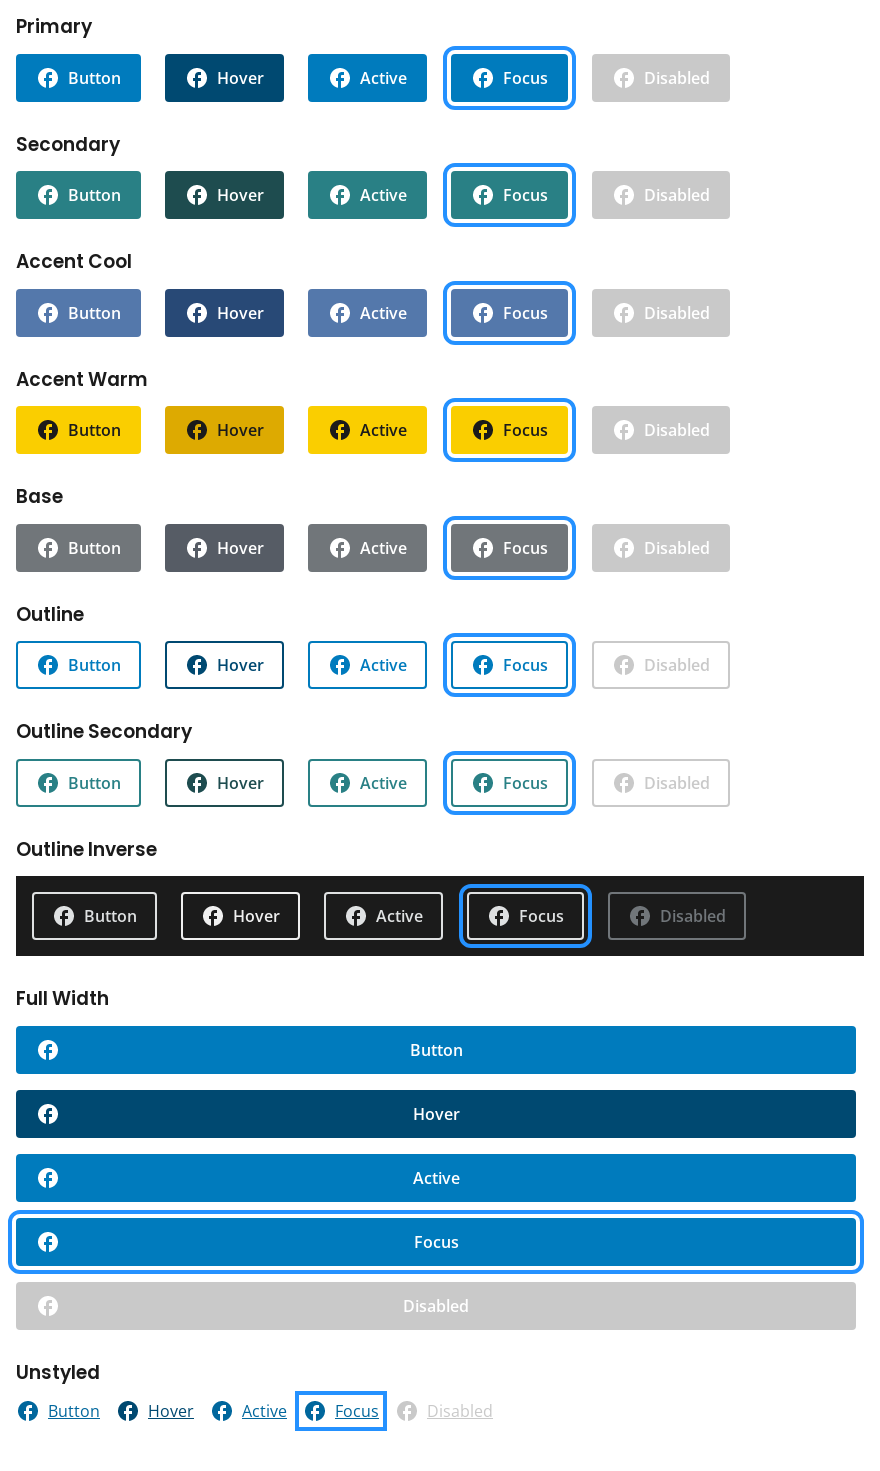 Primary
Button Hover Active Focus Disabled
Secondary
Button Hover Active Focus Disabled
Accent Cool
Button Hover Active Focus Disabled
Accent Warm
Button Hover Active Focus Disabled
Base
Button Hover Active Focus Disabled
Outline
Button Hover Active Focus Disabled
Outline Secondary
Button Hover Active Focus Disabled
Outline Inverse
Button Hover Active Focus Disabled
Full Width
Button
Hover
Active
Focus
Disabled
Unstyled
Button Hover Active Focus Disabled